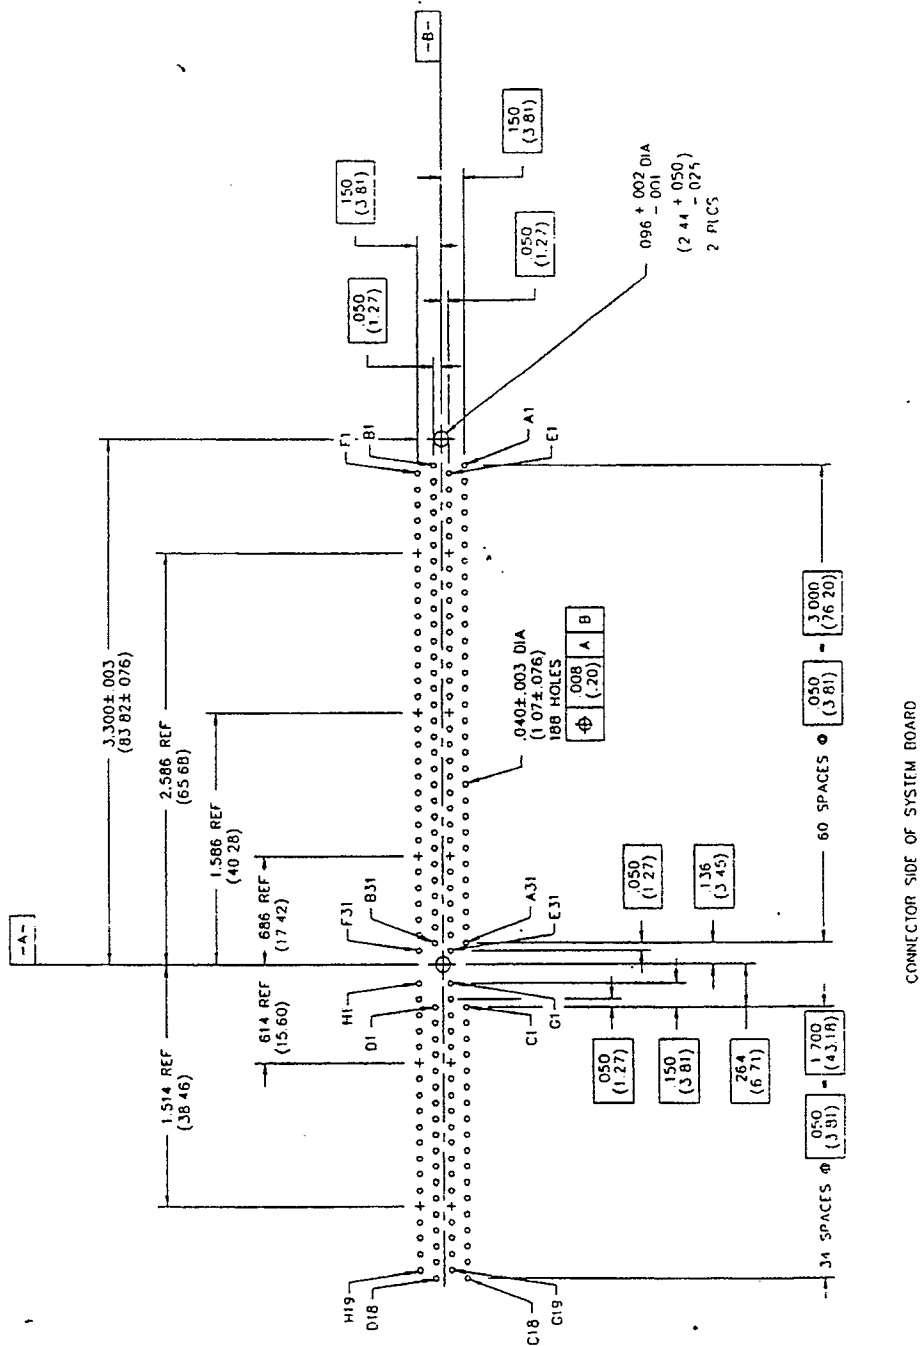 -A-
-B-
3.300±.003
(83 82±.076)
2.586 REF
(65.68)
1.586 REF
(40 28)
686 REF
(17.42)
1.514 REF
(38 46)
614 REF
(15.60)
.150
(3 81)
.150
(3 81)
.050
(1.27)
.050
(1.27)
096 + 002 DIA
- 001
(2 44 + 050)
- 025
2 PLCS
F1
B1
A1
E1
F31
B31
A31
E31
H1
D1
C1
G1
H19
D18
C18
G19
.040±.003 DIA
(1 07±.076)
188 HOLES
⌖ .008 A B
(.20)
.050
(1.27)
.136
(3 45)
.050
(1.27)
.150
(3.81)
.264
(6 71)
60 SPACES @ .050 = 3.000
(3 81) (76 20)
34 SPACES @ .050 = 1 700
(3 81) (43.18)
CONNECTOR SIDE OF SYSTEM BOARD